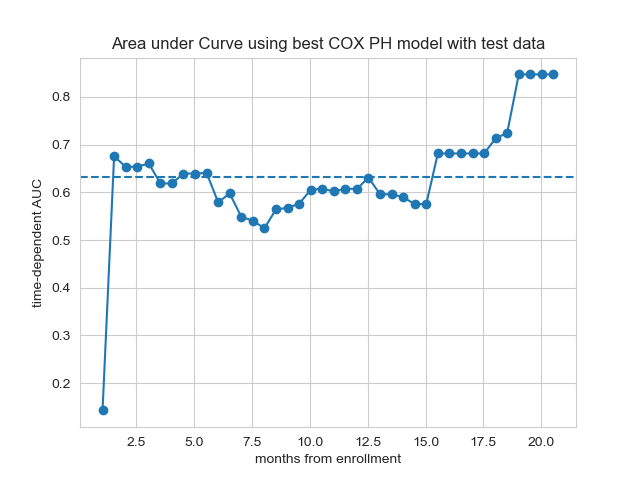 Area under Curve using best COX PH model with test data
time-dependent AUC
0.8
0.7
0.6
0.5
0.4
0.3
0.2
2.5 5.0 7.5 10.0 12.5 15.0 17.5 20.0
months from enrollment